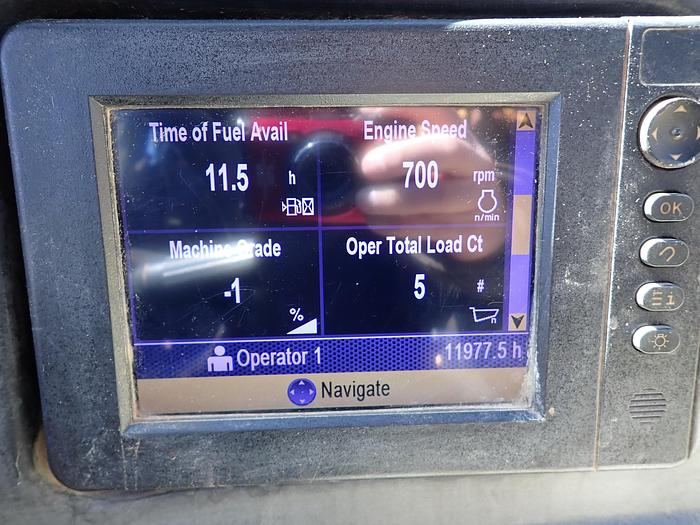 Time of Fuel Avail
11.5 h
Engine Speed
700 rpm
n/min
Machine Grade
-1
%
Oper Total Load Ct
5 #
n
Operator 1
11977.5 h
Navigate
OK
i